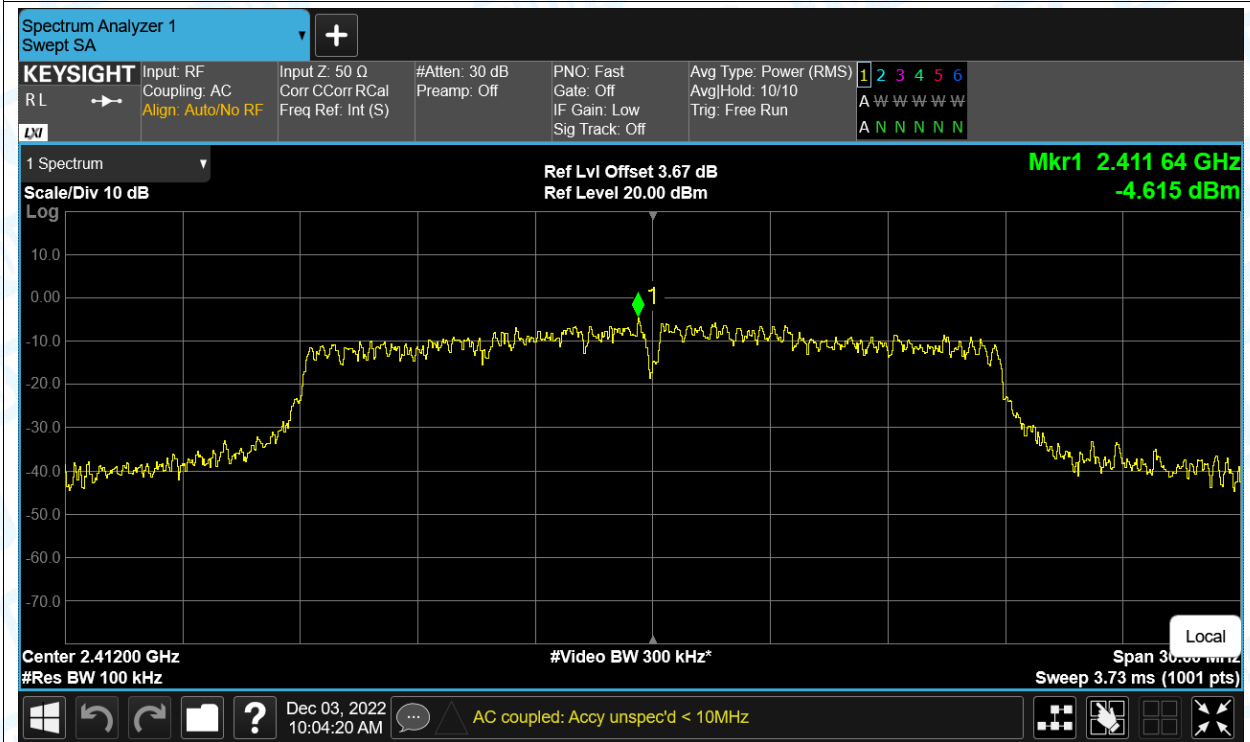 Spectrum Analyzer 1
Swept SA
KEYSIGHT
R L
LXI
Input: RF
Coupling: AC
Align: Auto/No RF
Input Z: 50 Ω
Corr CCorr RCal
Freq Ref: Int (S)
#Atten: 30 dB
Preamp: Off
PNO: Fast
Gate: Off
IF Gain: Low
Sig Track: Off
Avg Type: Power (RMS)
Avg|Hold: 10/10
Trig: Free Run
1 2 3 4 5 6
A W W W W W
A N N N N N
1 Spectrum
Scale/Div 10 dB
Log
Ref Lvl Offset 3.67 dB
Ref Level 20.00 dBm
Mkr1 2.411 64 GHz
-4.615 dBm
10.0
0.00
-10.0
-20.0
-30.0
-40.0
-50.0
-60.0
-70.0
1
Local
Center 2.41200 GHz
#Video BW 300 kHz*
Span 30.00 MHz
#Res BW 100 kHz
Sweep 3.73 ms (1001 pts)
?
Dec 03, 2022
10:04:20 AM
AC coupled: Accy unspec'd < 10MHz